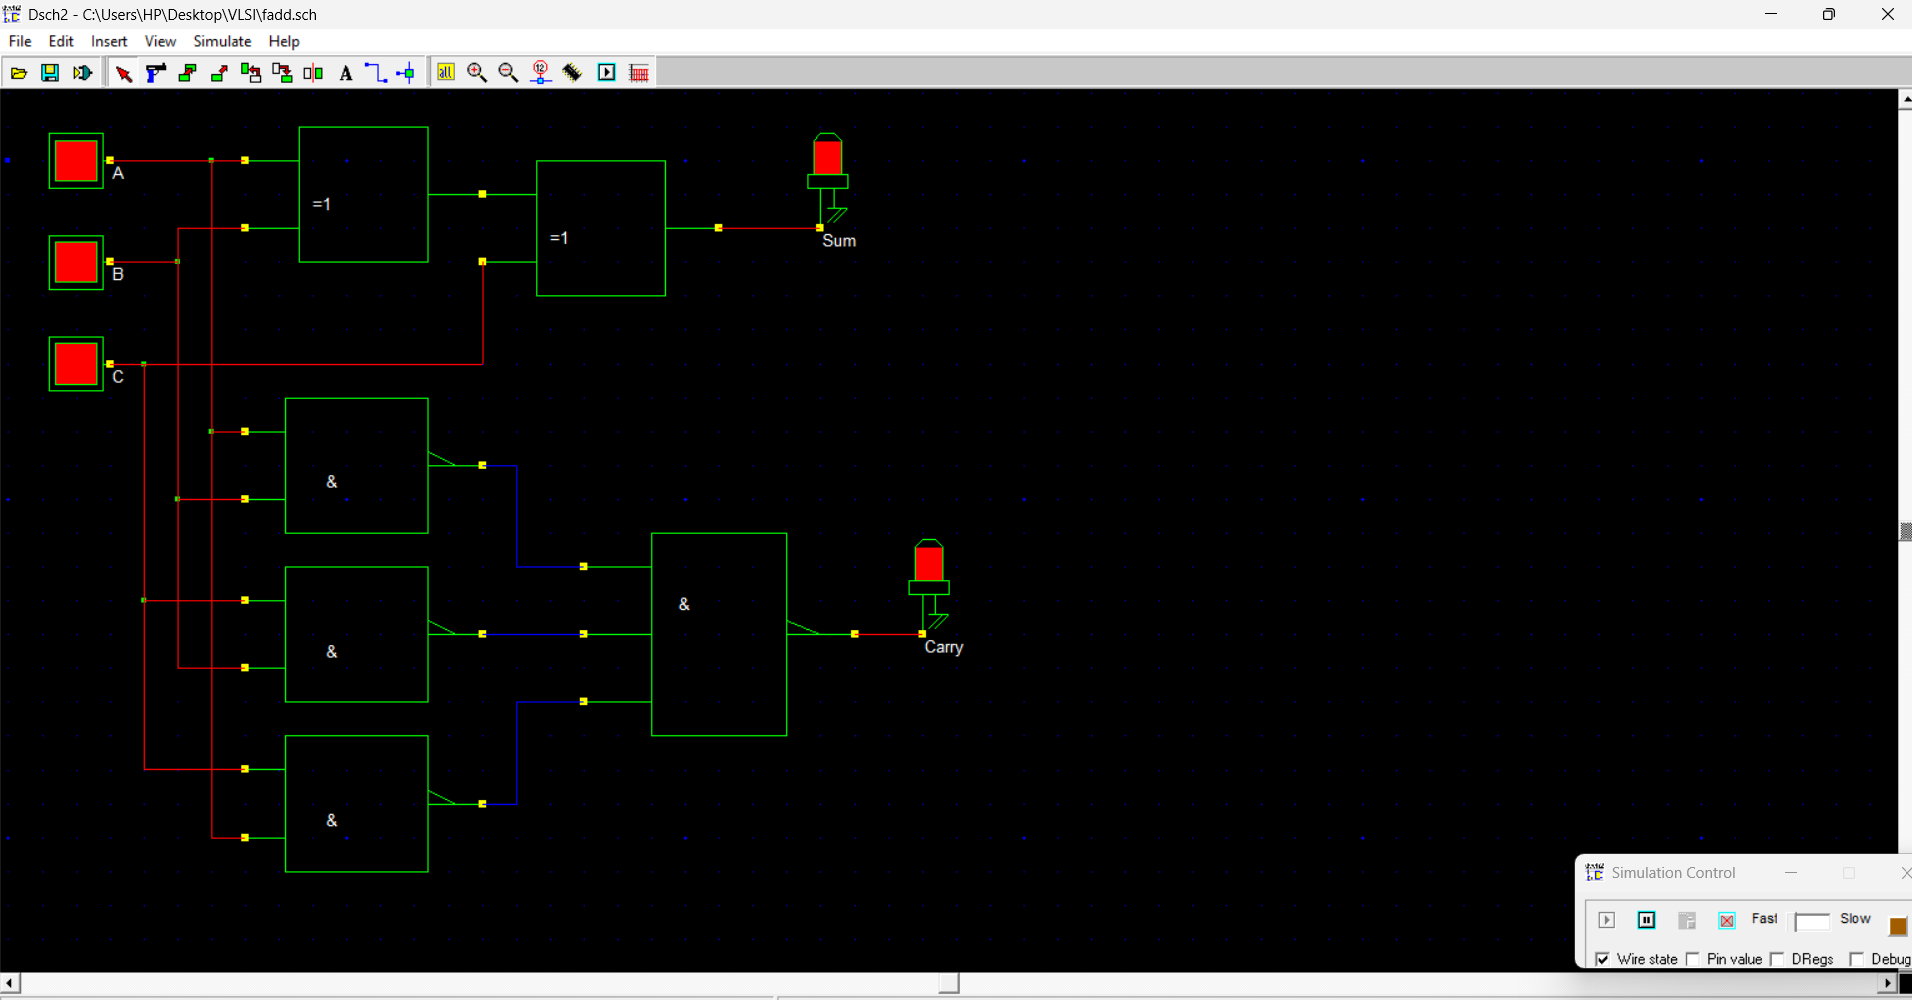 Dsch2 - C:\Users\HP\Desktop\VLSI\fadd.sch
File Edit Insert View Simulate Help
A
=1
B
=1
Sum
C
&
&
&
Carry
&
Simulation Control
Fast Slow
Wire state Pin value DRegs Debug